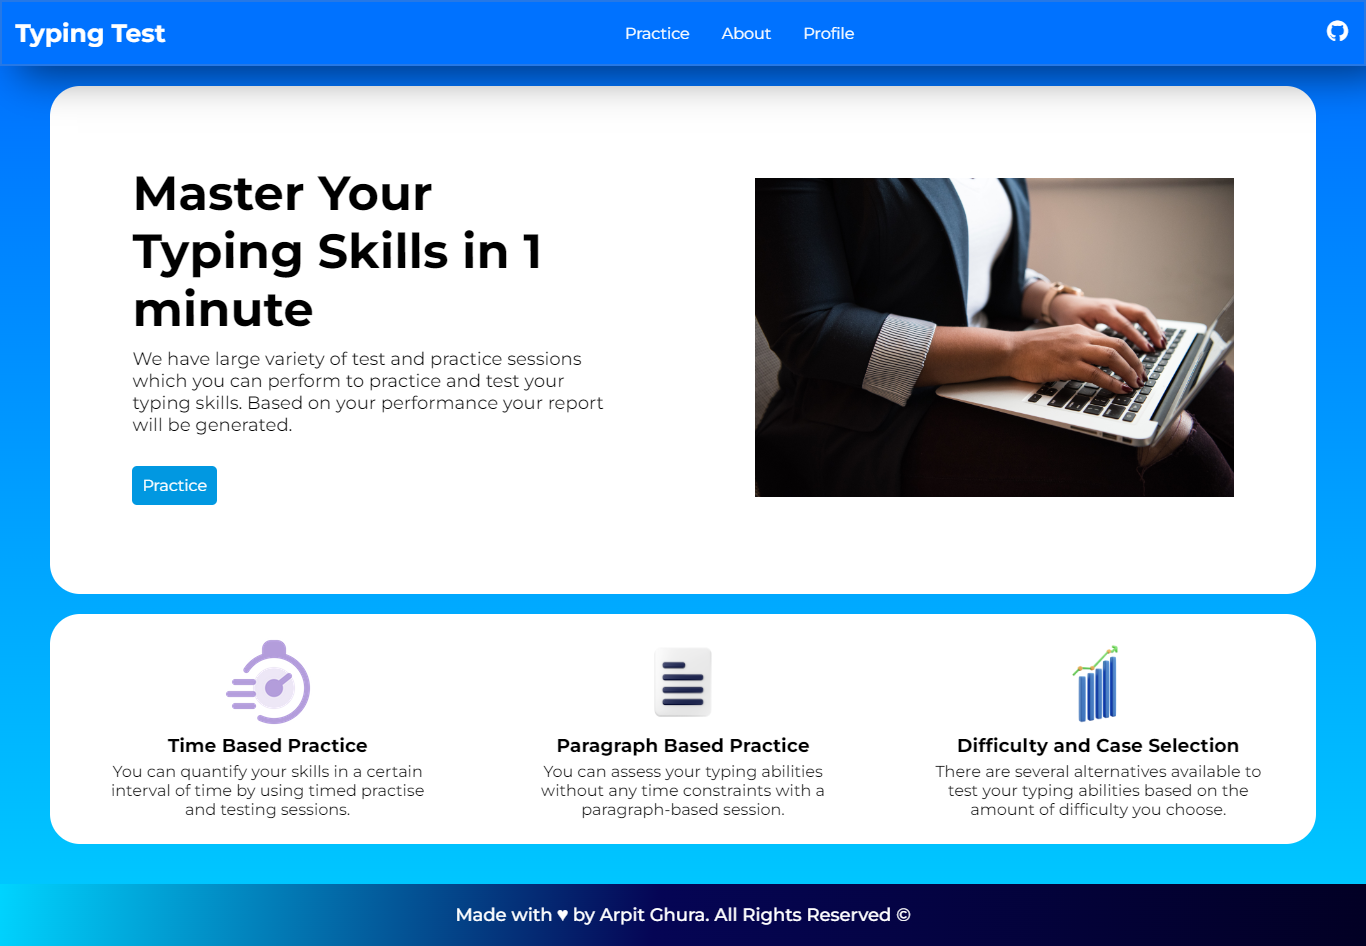 Typing Test
Practice
About
Profile
Master Your
Typing Skills in 1
minute
We have large variety of test and practice sessions
which you can perform to practice and test your
typing skills. Based on your performance your report
will be generated.
Practice
Time Based Practice
You can quantify your skills in a certain
interval of time by using timed practise
and testing sessions.
Paragraph Based Practice
You can assess your typing abilities
without any time constraints with a
paragraph-based session.
Difficulty and Case Selection
There are several alternatives available to
test your typing abilities based on the
amount of difficulty you choose.
Made with ♥ by Arpit Ghura. All Rights Reserved ©